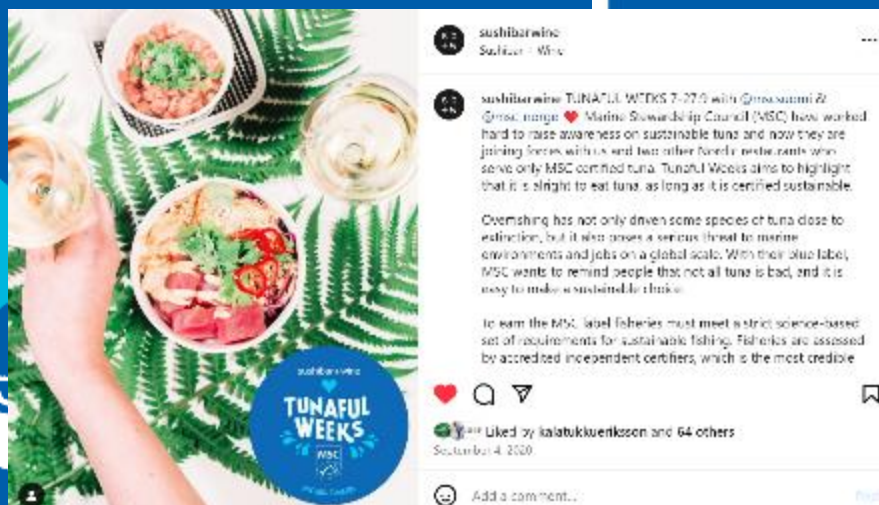 sushibarwine
Sushibar + Wine
sushibarwine TUNAFUL WEEKS 7-27.9 with @mscsuomi &
@msc_norge ❤️ Marine Stewardship Council (MSC) have worked
hard to raise awareness on sustainable tuna and now they are
joining forces with us and two other Nordic restaurants who
serve only MSC certified tuna. Tunaful Weeks aims to highlight
that it is alright to eat tuna, as long as it is certified sustainable.
Overfishing has not only driven some species of tuna close to
extinction, but it also poses a serious threat to marine
environments and jobs on a global scale. With their blue label,
MSC wants to remind people that not all tuna is bad, and it is
easy to make a sustainable choice.
To earn the MSC label fisheries must meet a strict science-based
set of requirements for sustainable fishing. Fisheries are assessed
by accredited independent certifiers, which is the most credible
Liked by kalatukkueriksson and 64 others
September 4, 2020
Add a comment...
Post
sushibar+wine
TUNAFUL
WEEKS
MSC